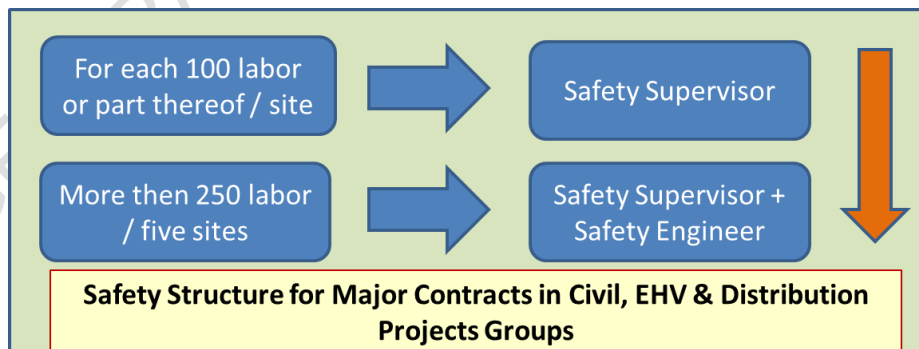 For each 100 labor
or part thereof / site
Safety Supervisor
More then 250 labor
/ five sites
Safety Supervisor +
Safety Engineer
Safety Structure for Major Contracts in Civil, EHV & Distribution
Projects Groups